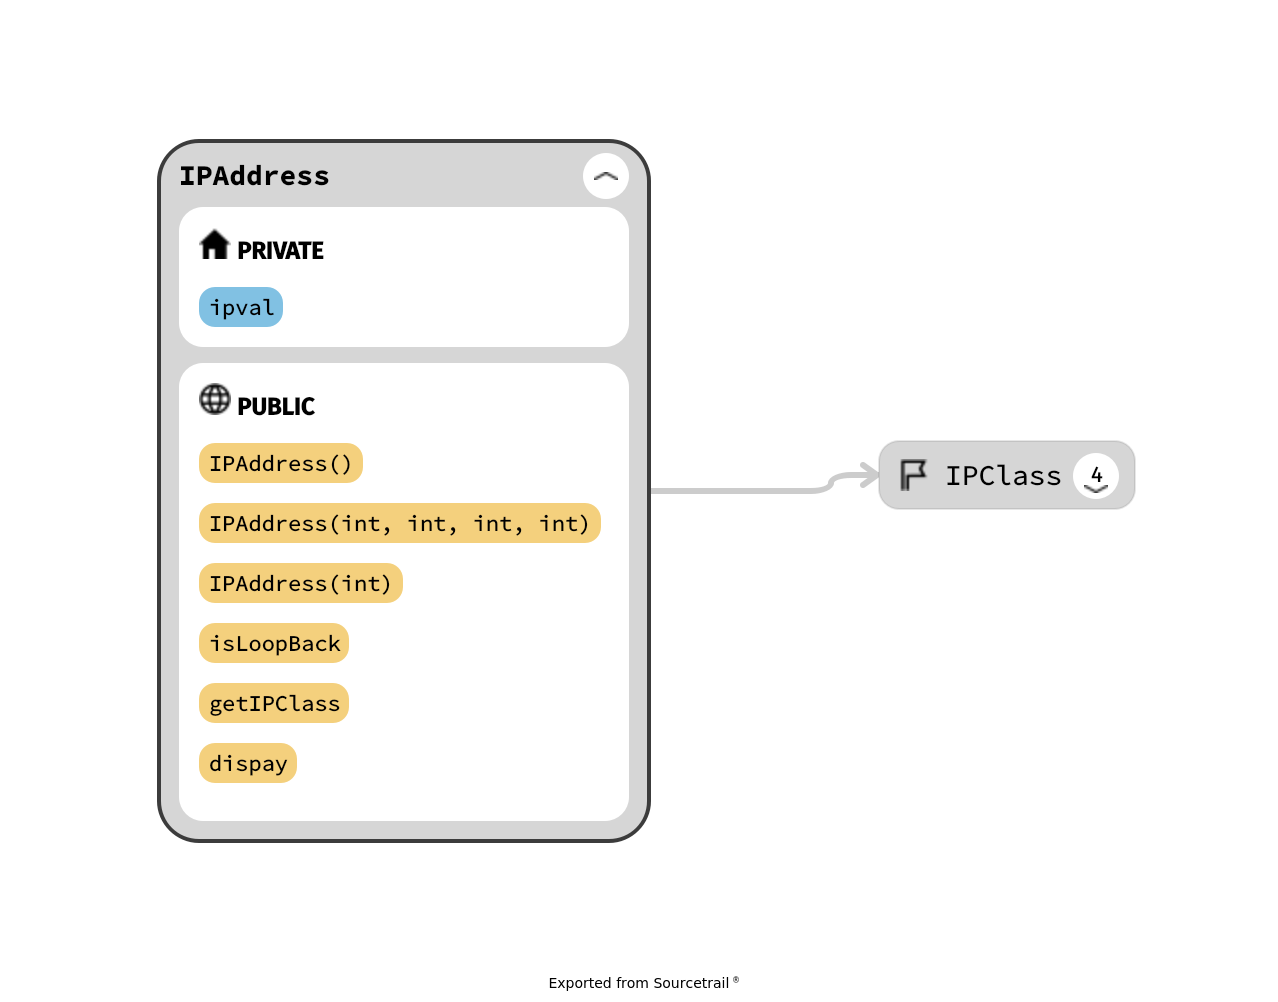 IPAddress
PRIVATE
ipval
PUBLIC
IPAddress()
IPAddress(int, int, int, int)
IPAddress(int)
isLoopBack
getIPClass
dispay
IPClass 4
Exported from Sourcetrail ®